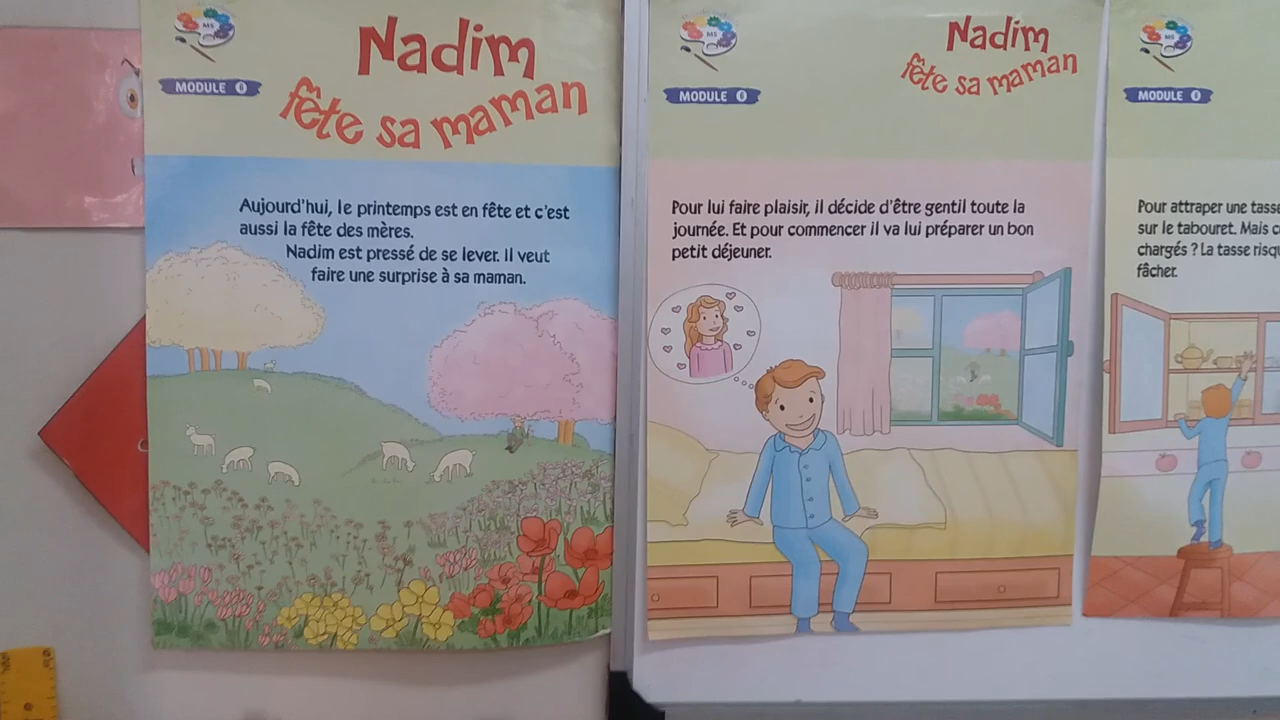 MS
MODULE 6
Nadim
fête sa maman
Aujourd'hui, le printemps est en fête et c'est
aussi la fête des mères.
Nadim est pressé de se lever. Il veut
faire une surprise à sa maman.
MS
MODULE 6
Nadim
fête sa maman
Pour lui faire plaisir, il décide d'être gentil toute la
journée. Et pour commencer il va lui préparer un bon
petit déjeuner.
MS
MODULE 6
Pour attraper une tasse
sur le tabouret. Mais
chargés ? La tasse
fâcher.